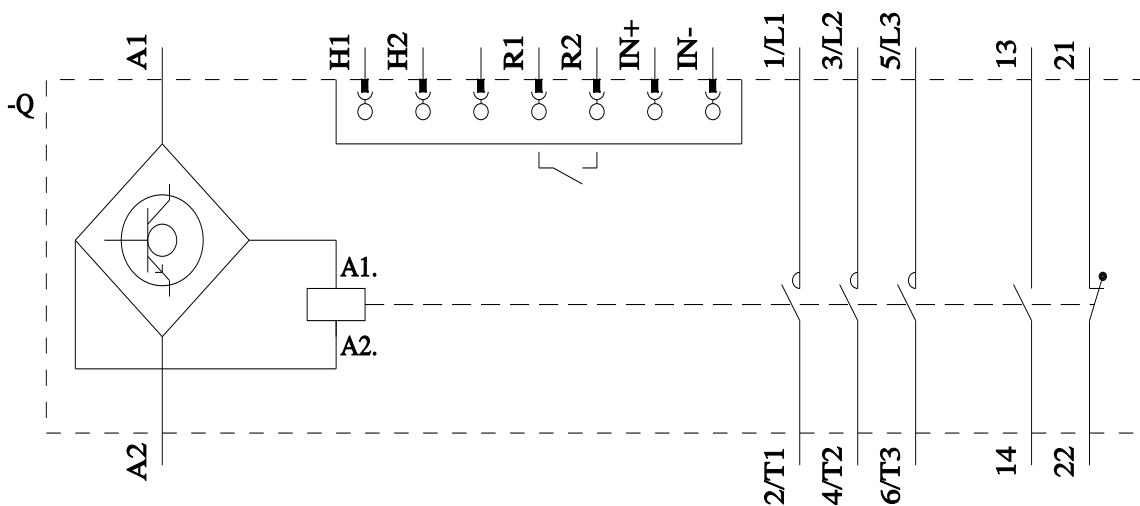 A1
H1
H2
R1
R2
IN+
IN-
1/L1
3/L2
5/L3
13
21
-Q
A1.
A2.
A2
2/T1
4/T2
6/T3
14
22